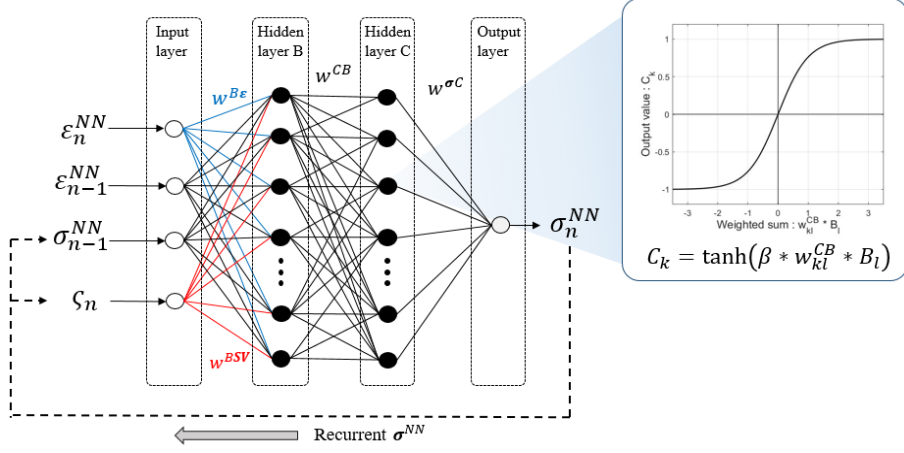 Input
layer
Hidden
layer B
Hidden
layer C
Output
layer
w^{Bε}
w^{CB}
w^{σC}
ε_n^{NN}
ε_{n-1}^{NN}
σ_{n-1}^{NN}
ς_n
σ_n^{NN}
w^{BSV}
Recurrent σ^{NN}
Output value : C_k
1
0.5
0
-0.5
-1
-3 -2 -1 0 1 2 3
Weighted sum : w_{kl}^{CB} * B_l
C_k = tanh(β * w_{kl}^{CB} * B_l)